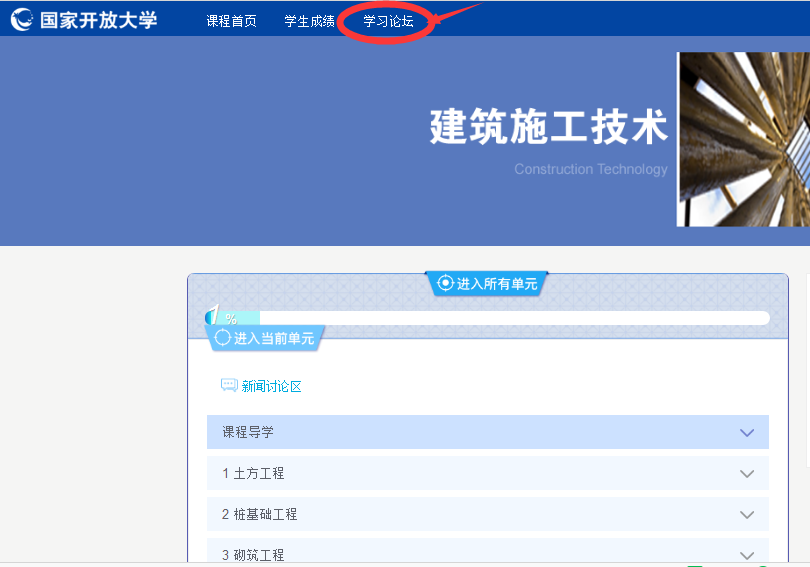 国家开放大学 课程首页 学生成绩 学习论坛
建筑施工技术
Construction Technology
进入所有单元
1 %
进入当前单元
新闻讨论区
课程导学
1 土方工程
2 桩基础工程
3 砌筑工程